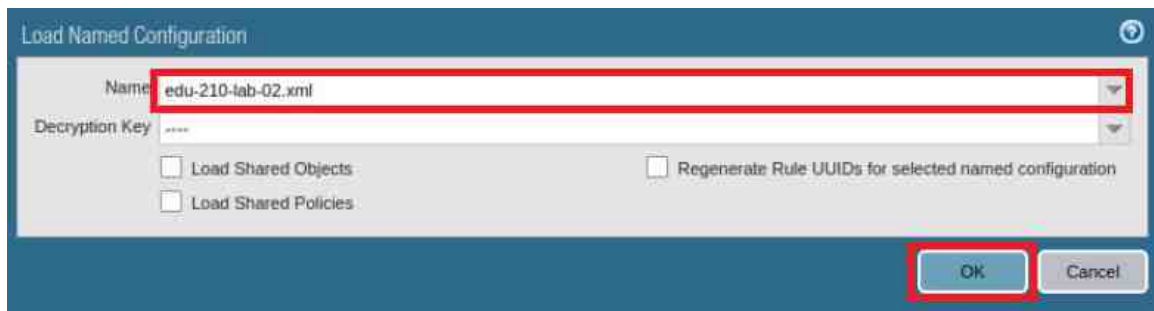 Load Named Configuration
Name edu-210-lab-02.xml
Decryption Key ----
Load Shared Objects Regenerate Rule UUIDs for selected named configuration
Load Shared Policies
OK Cancel